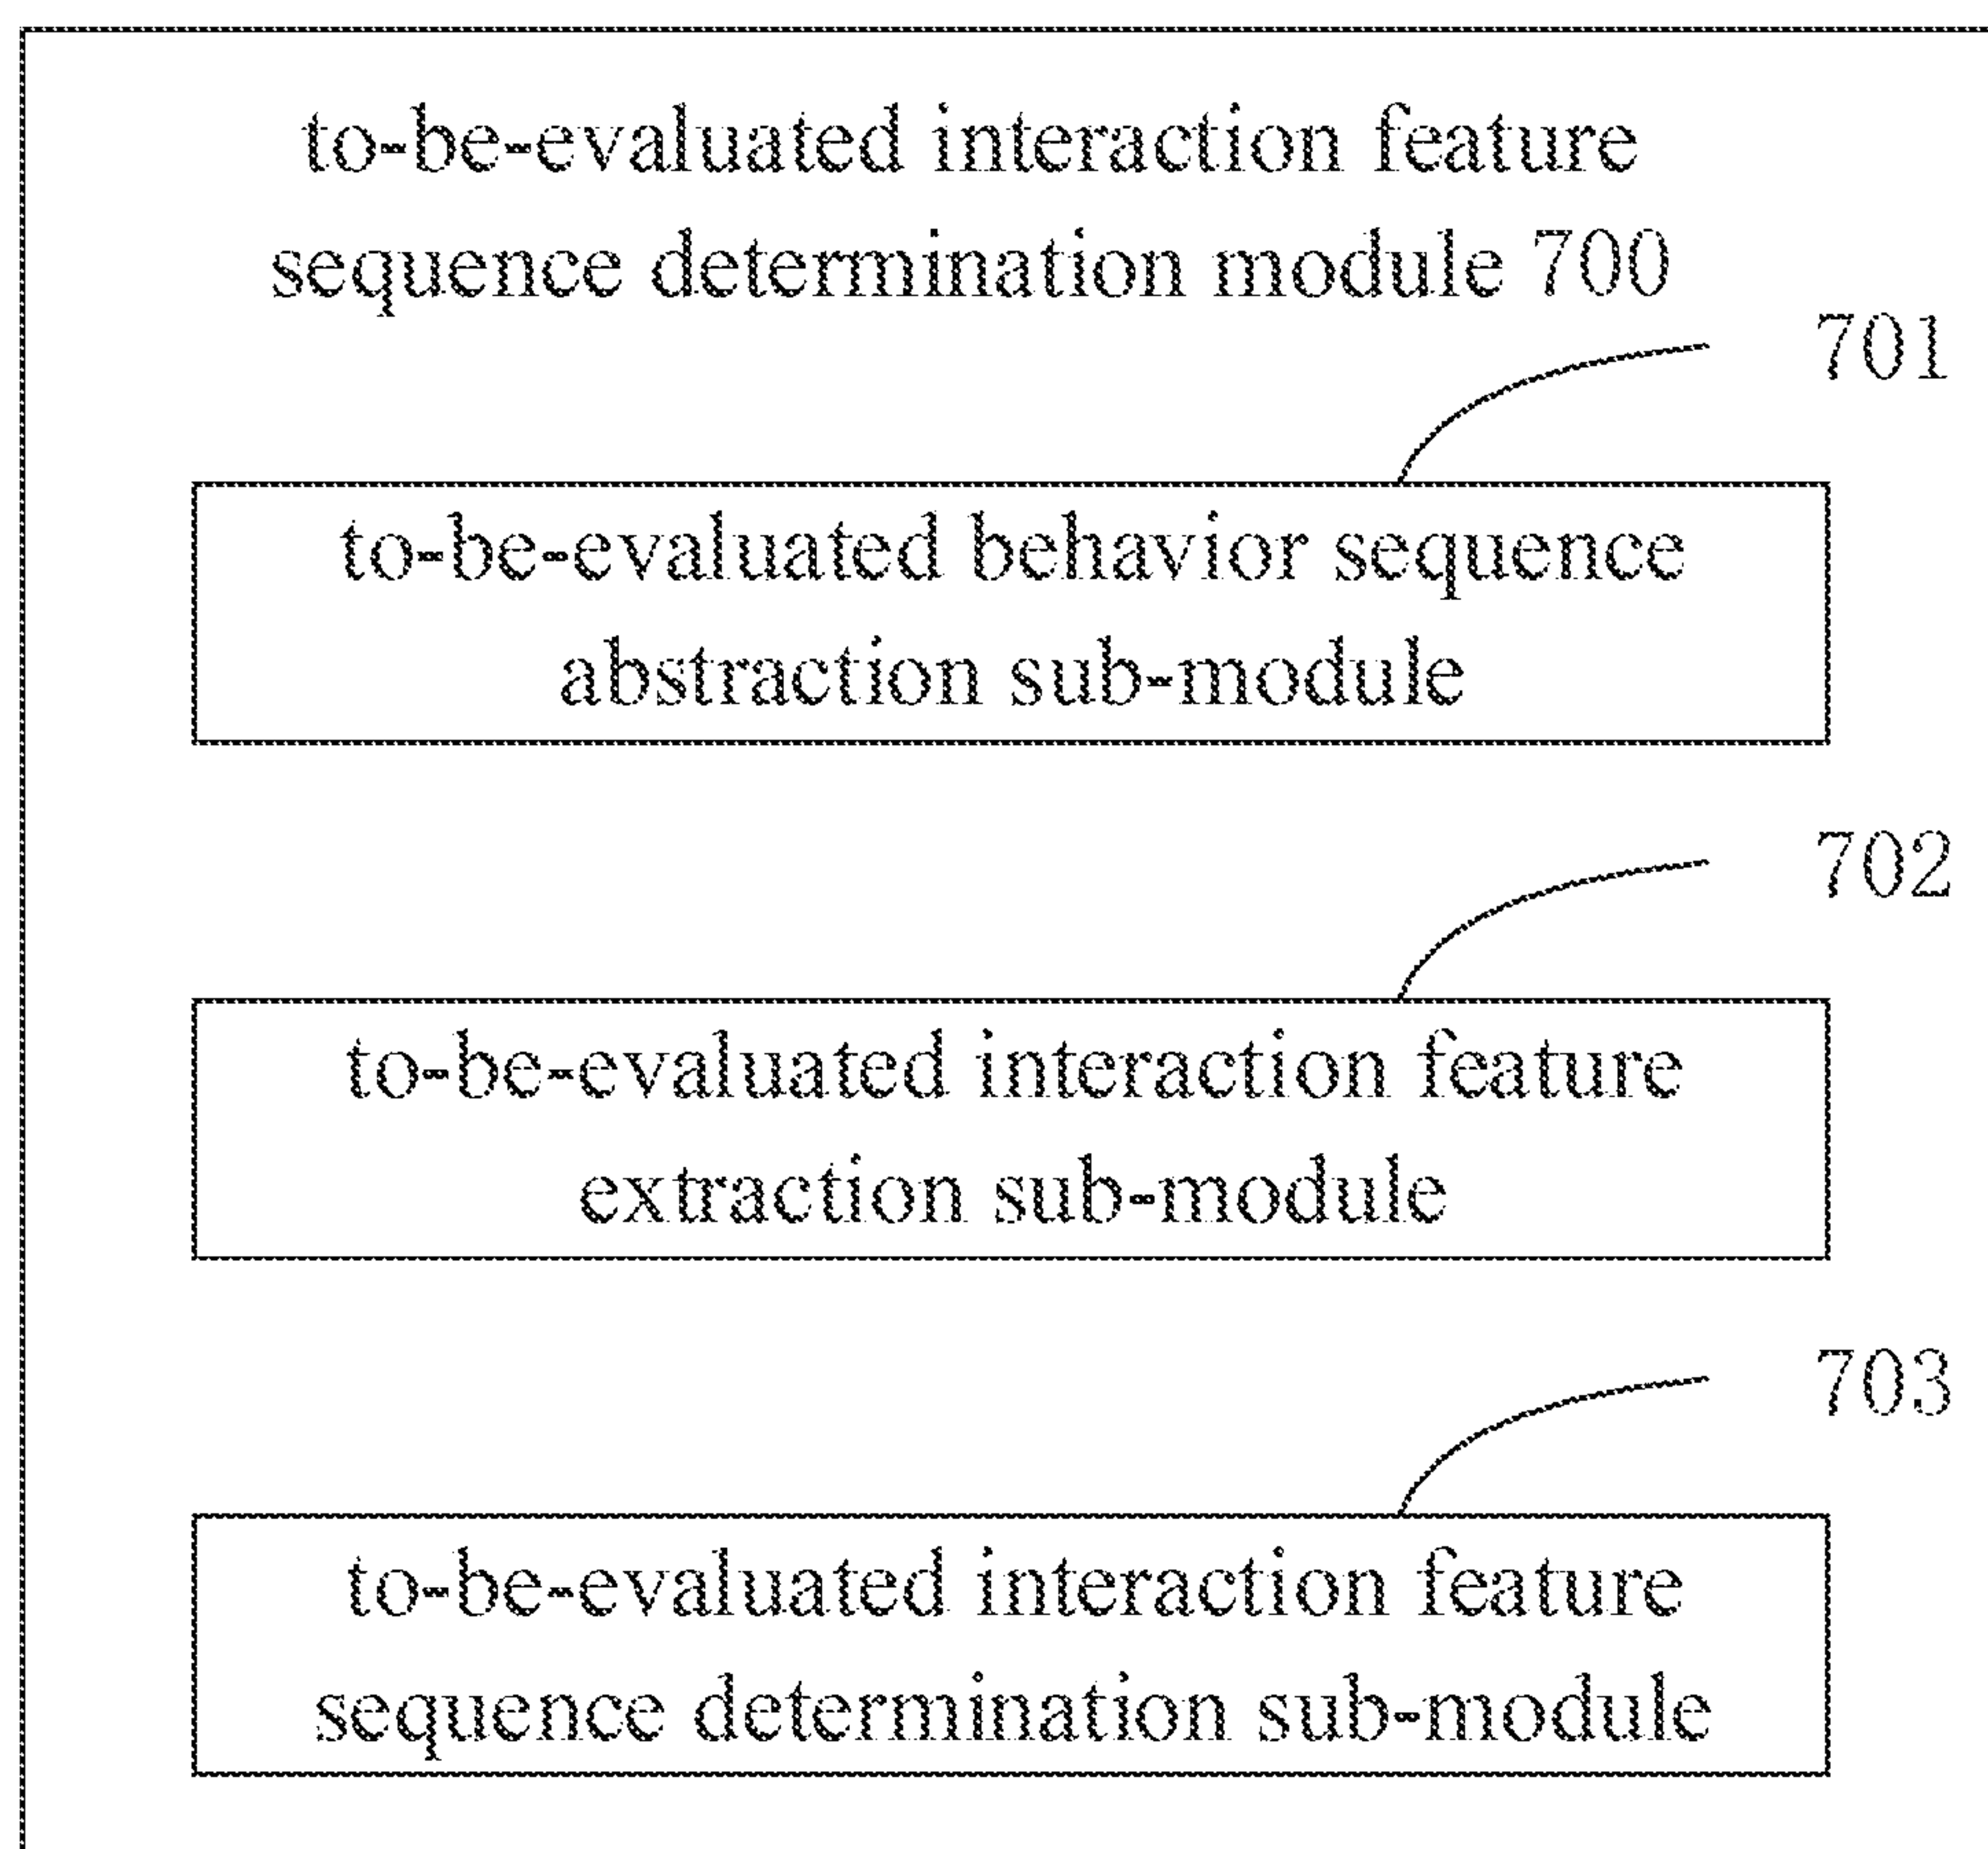 to-be-evaluated interaction feature
sequence determination module 700
701
to-be-evaluated behavior sequence
abstraction sub-module
702
to-be-evaluated interaction feature
extraction sub-module
703
to-be-evaluated interaction feature
sequence determination sub-module